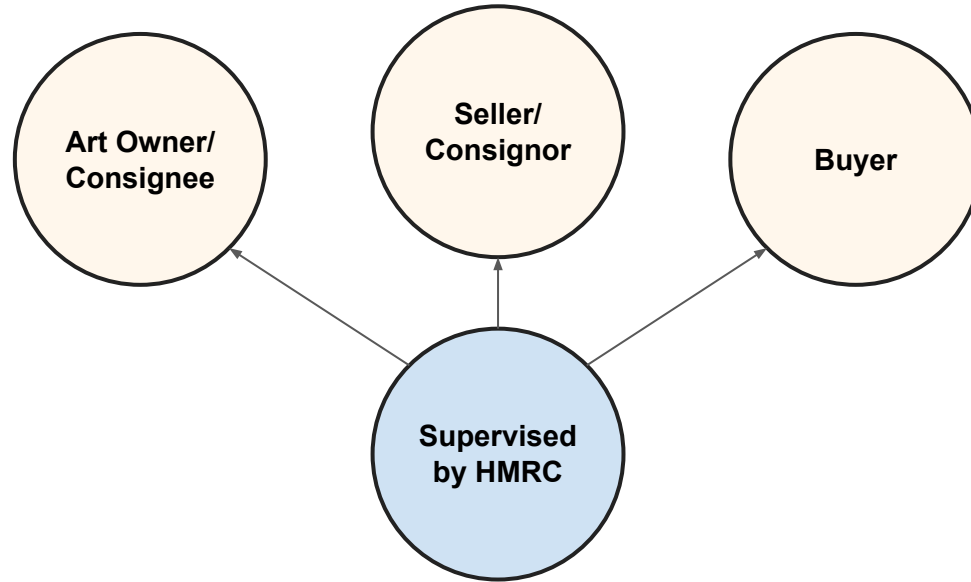 Art Owner/
Consignee
Seller/
Consignor
Buyer
Supervised
by HMRC